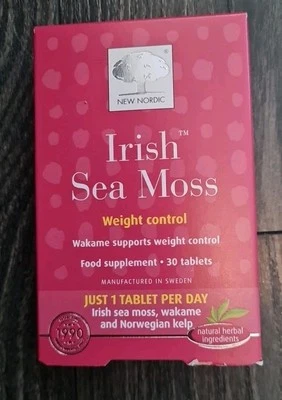 NEW NORDIC
Irish™
Sea Moss
Weight control
Wakame supports weight control
Food supplement • 30 tablets
MANUFACTURED IN SWEDEN
JUST 1 TABLET PER DAY
Irish sea moss, wakame
and Norwegian kelp
natural herbal
ingredients
1990